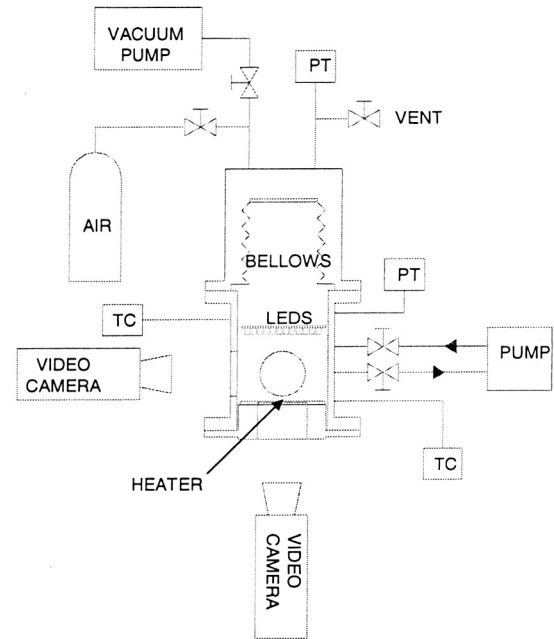 VACUUM
PUMP
PT
VENT
AIR
BELLOWS
PT
LEDS
TC
VIDEO
CAMERA
PUMP
TC
HEATER
VIDEO
CAMERA